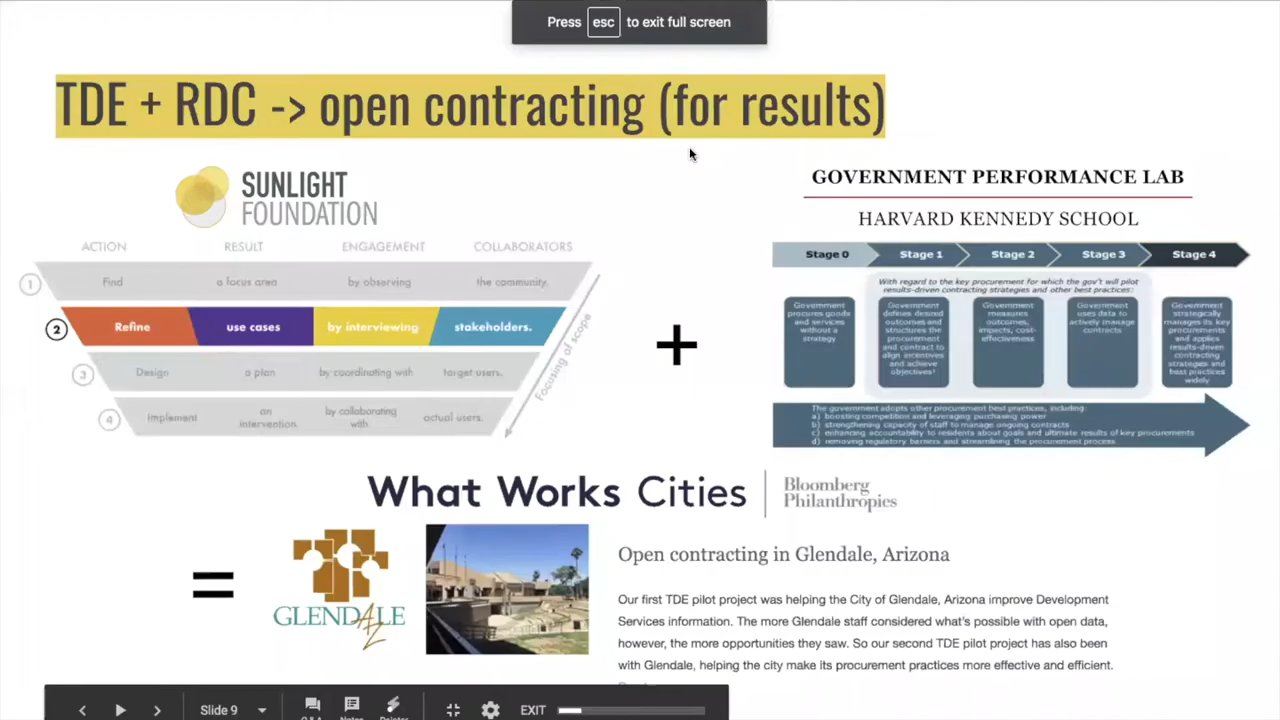 Press esc to exit full screen
TDE + RDC -> open contracting (for results)
SUNLIGHT
FOUNDATION
ACTION RESULT ENGAGEMENT COLLABORATORS
1 Find a focus area by observing the community.
2 Refine use cases by interviewing stakeholders.
3 Design a plan by coordinating with target users.
4 Implement an intervention. by collaborating with actual users.
Focusing of scope
+
GOVERNMENT PERFORMANCE LAB
HARVARD KENNEDY SCHOOL
Stage 0 Stage 1 Stage 2 Stage 3 Stage 4
With regard to the key procurement for which the gov't will pilot
results-driven contracting strategies and other best practices:
Government
procures goods
and services
without a
strategy
Government
defines desired
outcomes and
structures the
procurement
and contract to
align incentives
and achieve
objectives¹
Government
measures
outcomes,
impacts, cost-
effectiveness
Government
uses data to
actively manage
contracts
Government
strategically
manages its key
procurements
and applies
results-driven
contracting
strategies and
best practices
widely
The government adopts other procurement best practices, including:
a) boosting competition and leveraging purchasing power
b) strengthening capacity of staff to manage ongoing contracts
c) enhancing accountability to residents about goals and ultimate results of key procurements
d) removing regulatory barriers and streamlining the procurement process
What Works Cities
Bloomberg
Philanthropies
=
GLENDALE
AZ
Open contracting in Glendale, Arizona
Our first TDE pilot project was helping the City of Glendale, Arizona improve Development
Services information. The more Glendale staff considered what's possible with open data,
however, the more opportunities they saw. So our second TDE pilot project has also been
with Glendale, helping the city make its procurement practices more effective and efficient.
Slide 9 Q & A Notes Pointer EXIT